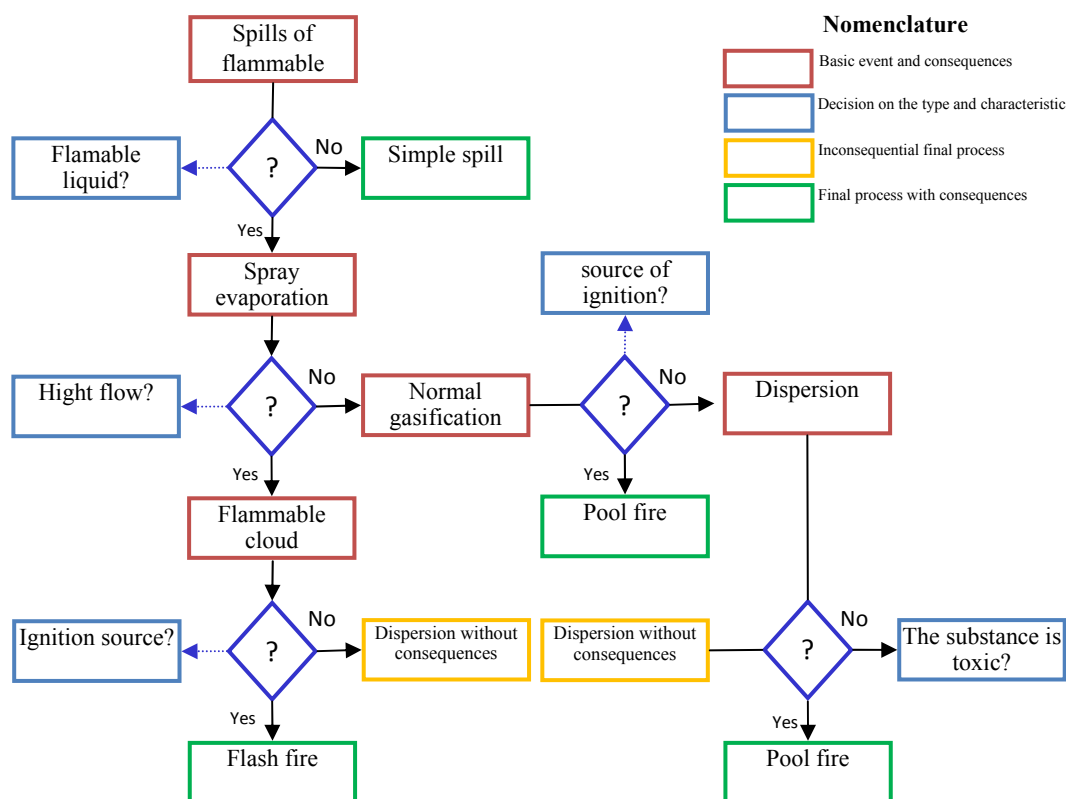 Spills of
flammable
Nomenclature
Basic event and consequences
Decision on the type and characteristic
Inconsequential final process
Final process with consequences
Flamable
liquid?
?
No
Simple spill
Yes
Spray
evaporation
source of
ignition?
Hight flow?
?
No
Normal
gasification
?
No
Dispersion
Yes
Yes
Flammable
cloud
Pool fire
Ignition source?
?
No
Dispersion without
consequences
Dispersion without
consequences
?
No
The substance is
toxic?
Yes
Yes
Flash fire
Pool fire